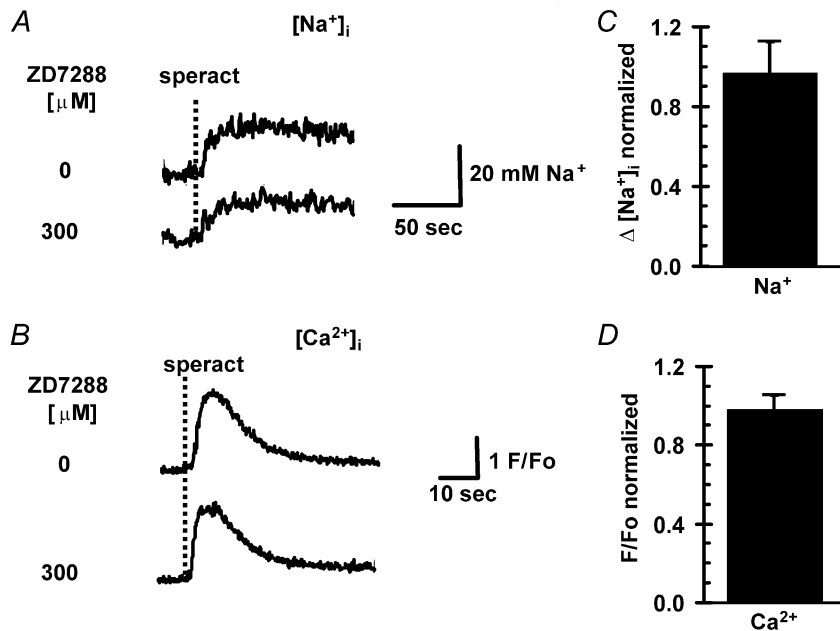 A
[Na+]i
ZD7288
[μM]
speract
0
300
20 mM Na+
50 sec
C
Δ [Na+]i normalized
1.2
0.8
0.4
0.0
Na+
B
[Ca2+]i
ZD7288
[μM]
speract
0
300
1 F/Fo
10 sec
D
F/Fo normalized
1.2
0.8
0.4
0.0
Ca2+